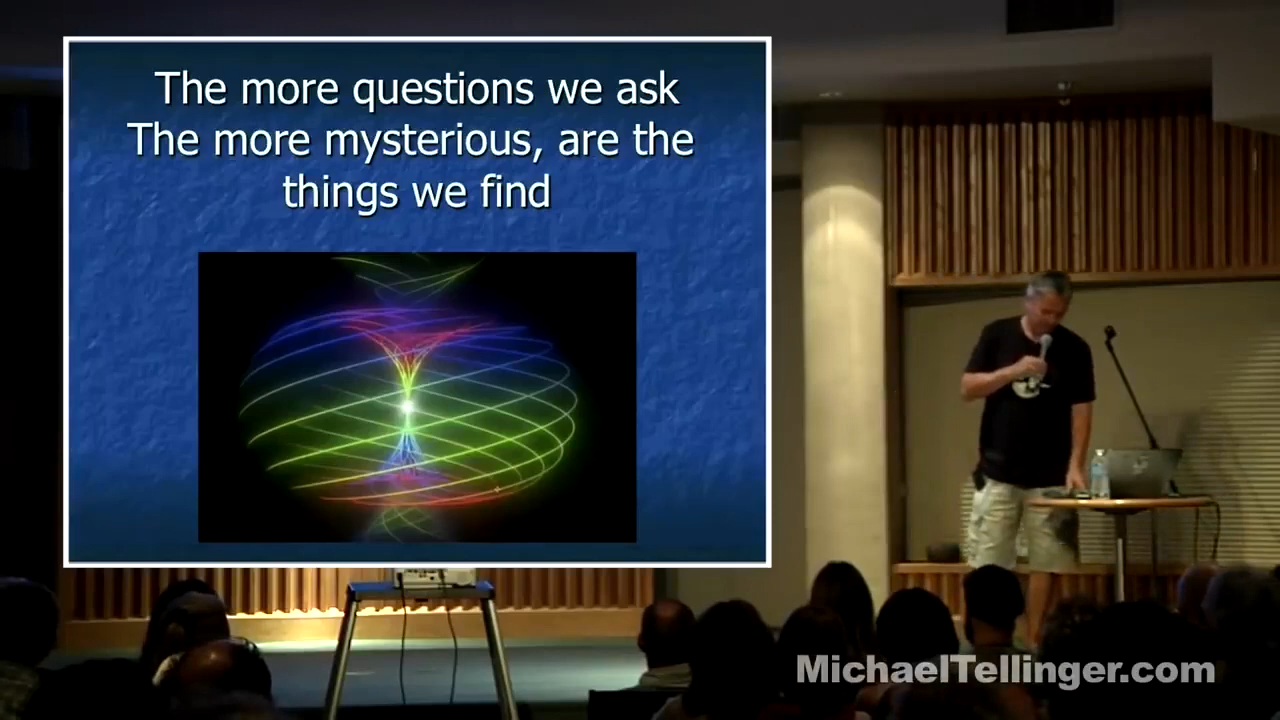 The more questions we ask
The more mysterious, are the
things we find
MichaelTellinger.com